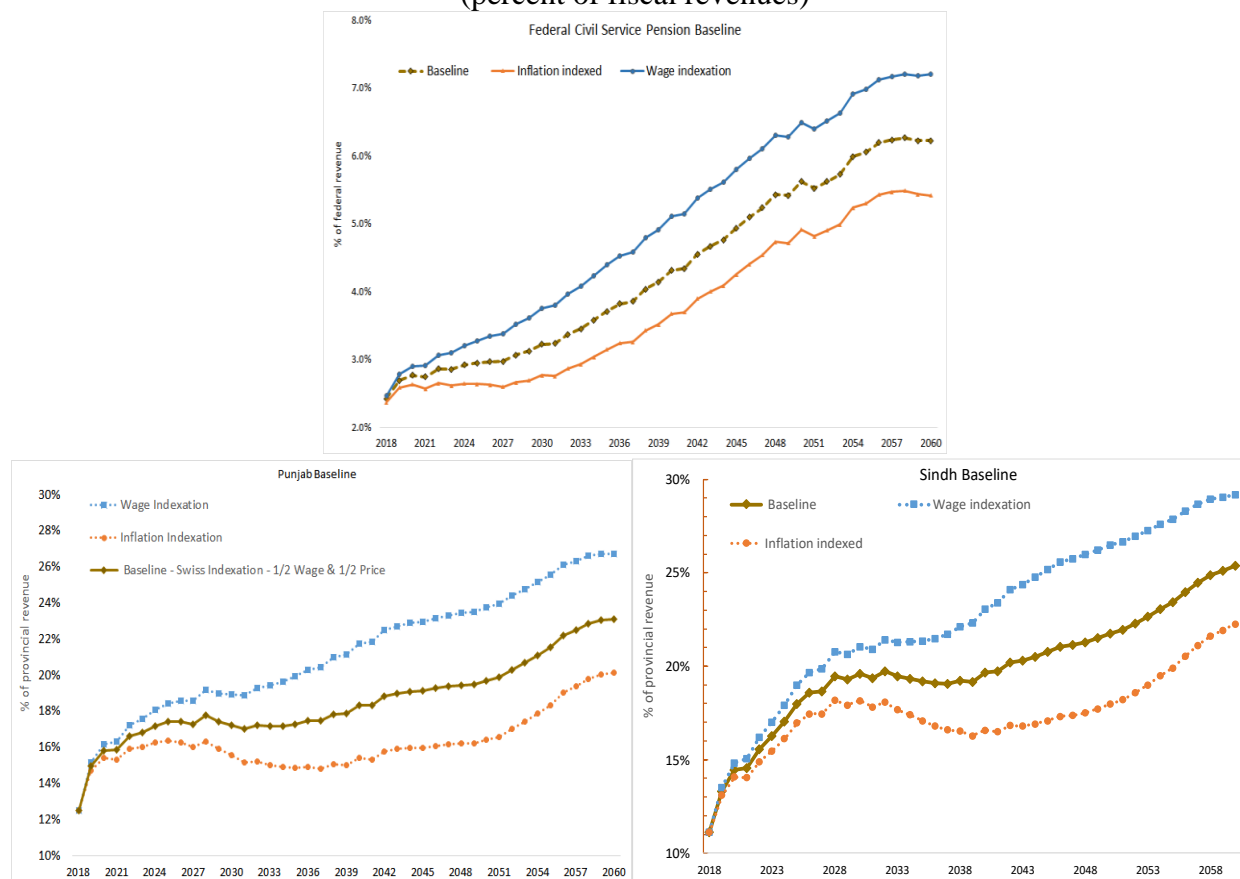 (percent of fiscal revenues)
Federal Civil Service Pension Baseline
Baseline Inflation indexed Wage indexation
% of federal revenue
8.0%
7.0%
6.0%
5.0%
4.0%
3.0%
2.0%
2018 2021 2024 2027 2030 2033 2036 2039 2042 2045 2048 2051 2054 2057 2060
Punjab Baseline
Wage Indexation
Inflation Indexation
Baseline - Swiss Indexation - 1/2 Wage & 1/2 Price
% of provincial revenue
30%
28%
26%
24%
22%
20%
18%
16%
14%
12%
10%
2018 2021 2024 2027 2030 2033 2036 2039 2042 2045 2048 2051 2054 2057 2060
Sindh Baseline
Baseline Wage indexation
Inflation indexed
% of provincial revenue
30%
25%
20%
15%
10%
2018 2023 2028 2033 2038 2043 2048 2053 2058